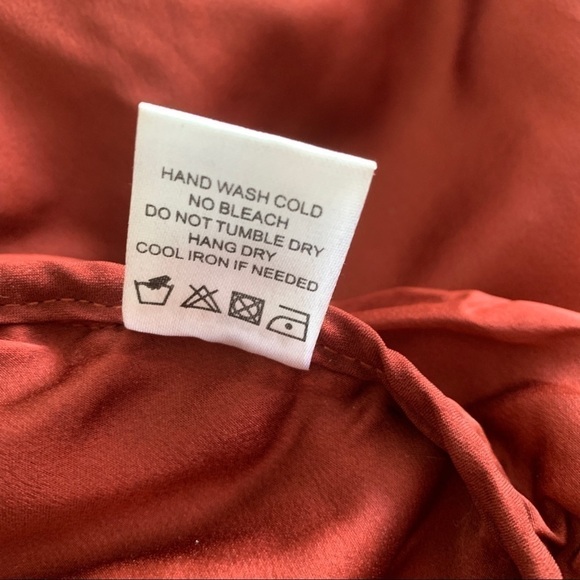 HAND WASH COLD
NO BLEACH
DO NOT TUMBLE DRY
HANG DRY
COOL IRON IF NEEDED